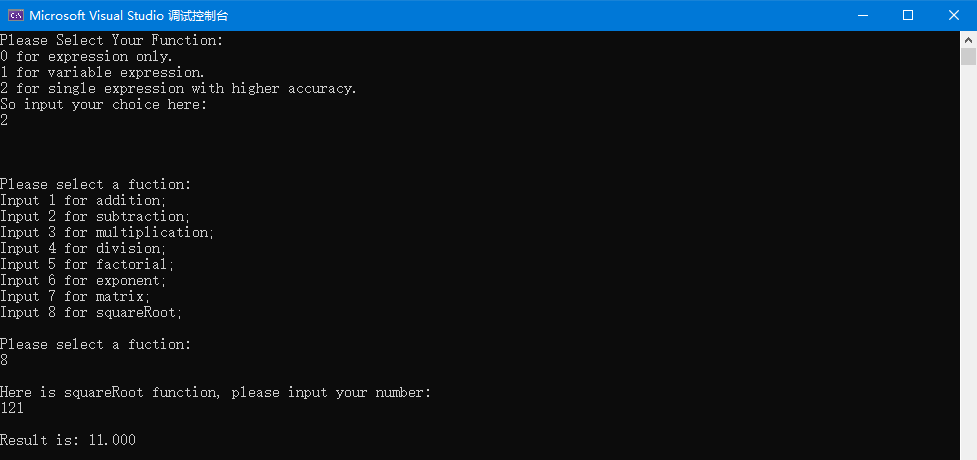 Microsoft Visual Studio 调试控制台
Please Select Your Function:
0 for expression only.
1 for variable expression.
2 for single expression with higher accuracy.
So input your choice here:
2
Please select a fuction:
Input 1 for addition;
Input 2 for subtraction;
Input 3 for multiplication;
Input 4 for division;
Input 5 for factorial;
Input 6 for exponent;
Input 7 for matrix;
Input 8 for squareRoot;
Please select a fuction:
8
Here is squareRoot function, please input your number:
121
Result is: 11.000